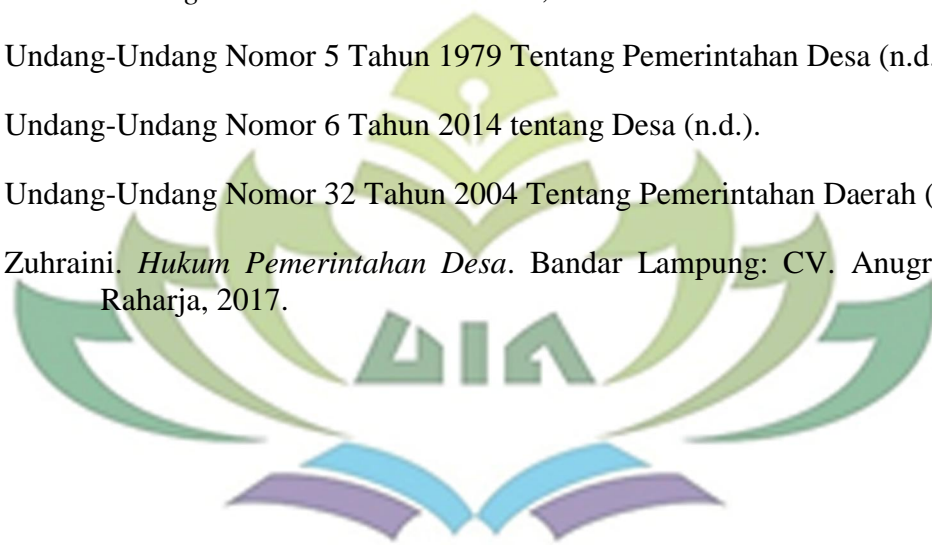 Undang-Undang Nomor 5 Tahun 1979 Tentang Pemerintahan Desa (n.d.
Undang-Undang Nomor 6 Tahun 2014 tentang Desa (n.d.).
Undang-Undang Nomor 32 Tahun 2004 Tentang Pemerintahan Daerah (
Zuhraini. Hukum Pemerintahan Desa. Bandar Lampung: CV. Anugr
Raharja, 2017.
UIN